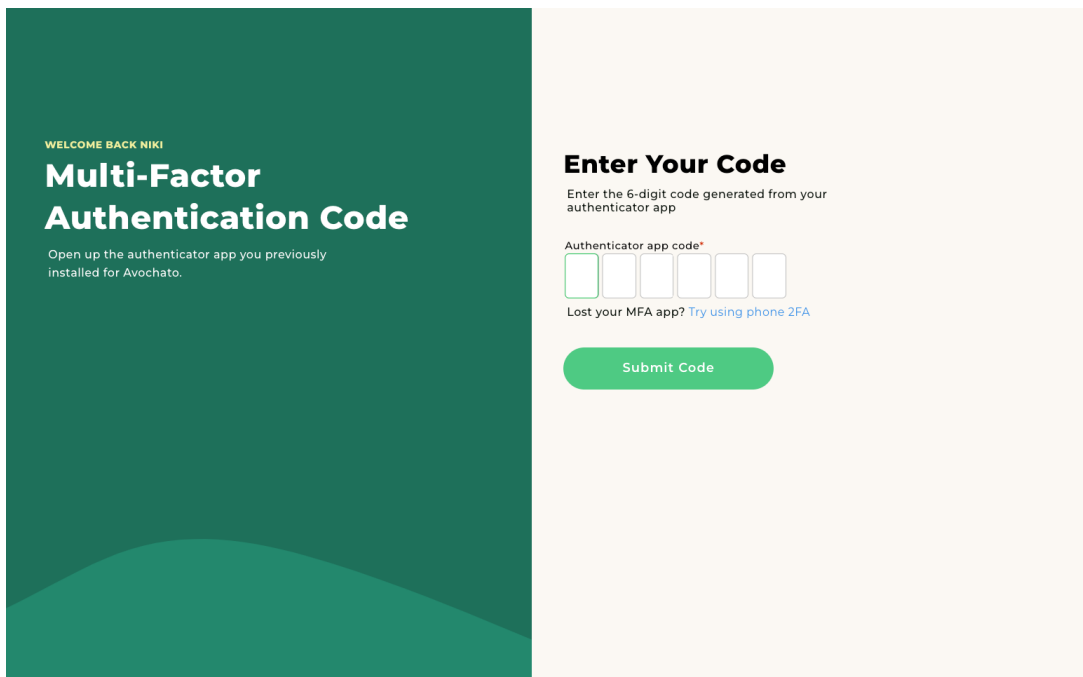 WELCOME BACK NIKI
Multi-Factor
Authentication Code
Open up the authenticator app you previously
installed for Avochato.
Enter Your Code
Enter the 6-digit code generated from your
authenticator app
Authenticator app code*
Lost your MFA app? Try using phone 2FA
Submit Code